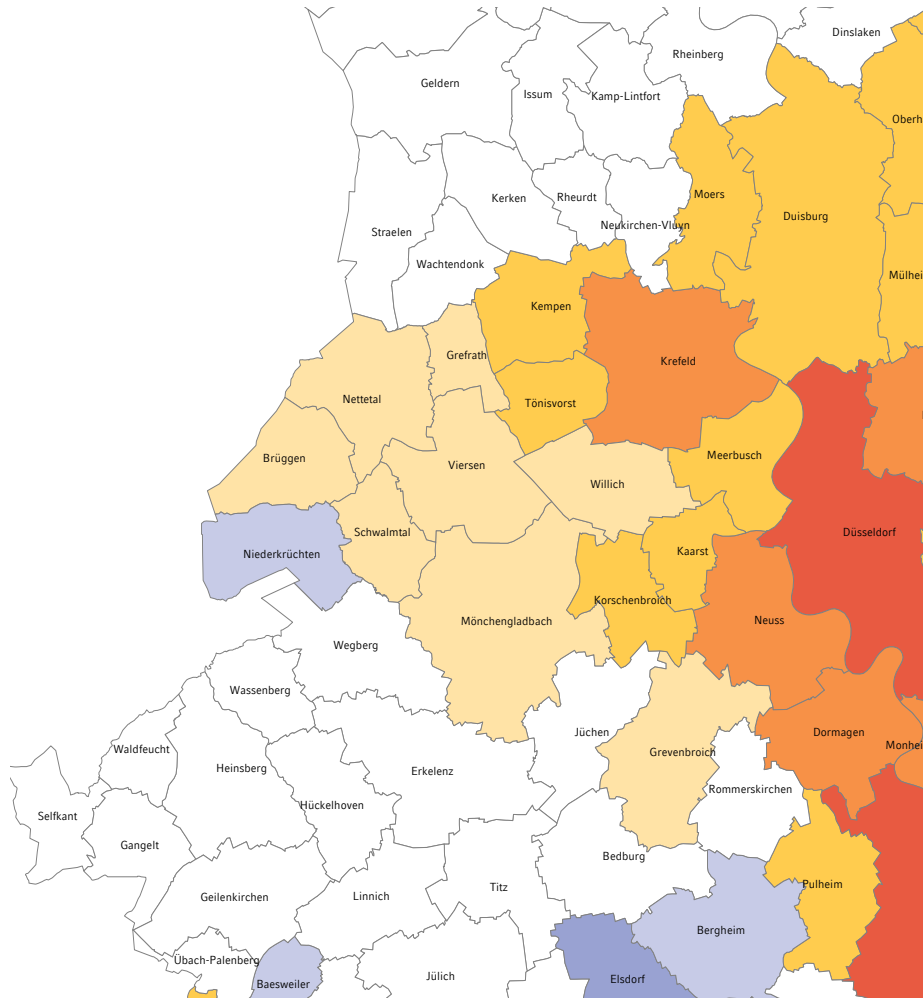 Dinslaken
Rheinberg
Geldern
Issum
Kamp-Lintfort
Oberh
Moers
Kerken
Rheurdt
Duisburg
Neukirchen-Vluyn
Straelen
Wachtendonk
Mülhei
Kempen
Grefrath
Krefeld
Nettetal
Tönisvorst
Meerbusch
Brüggen
Viersen
Willich
Schwalmtal
Düsseldorf
Niederkrüchten
Kaarst
Korschenbroich
Mönchengladbach
Neuss
Wegberg
Wassenberg
Jüchen
Dormagen
Monhei
Waldfeucht
Grevenbroich
Heinsberg
Erkelenz
Rommerskirchen
Hückelhoven
Selfkant
Gangelt
Bedburg
Pulheim
Titz
Linnich
Geilenkirchen
Bergheim
Übach-Palenberg
Jülich
Elsdorf
Baesweiler